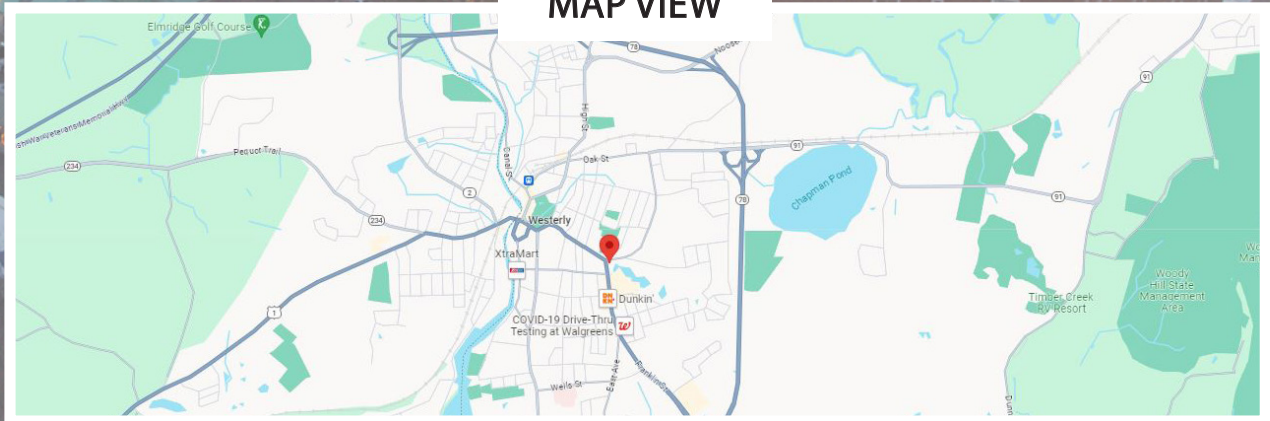 MAP VIEW
Elmridge Golf Course
78
91
Pequot Trail
234
High St
Canal St
Oak St
91
Chapman Pond
2
78
91
234
Westerly
XtraMart
Woody
Hill State
Management
Area
Timber Creek
RV Resort
1
Dunkin'
COVID-19 Drive-Thru
Testing at Walgreens
Wells St
East Ave
Franklin St